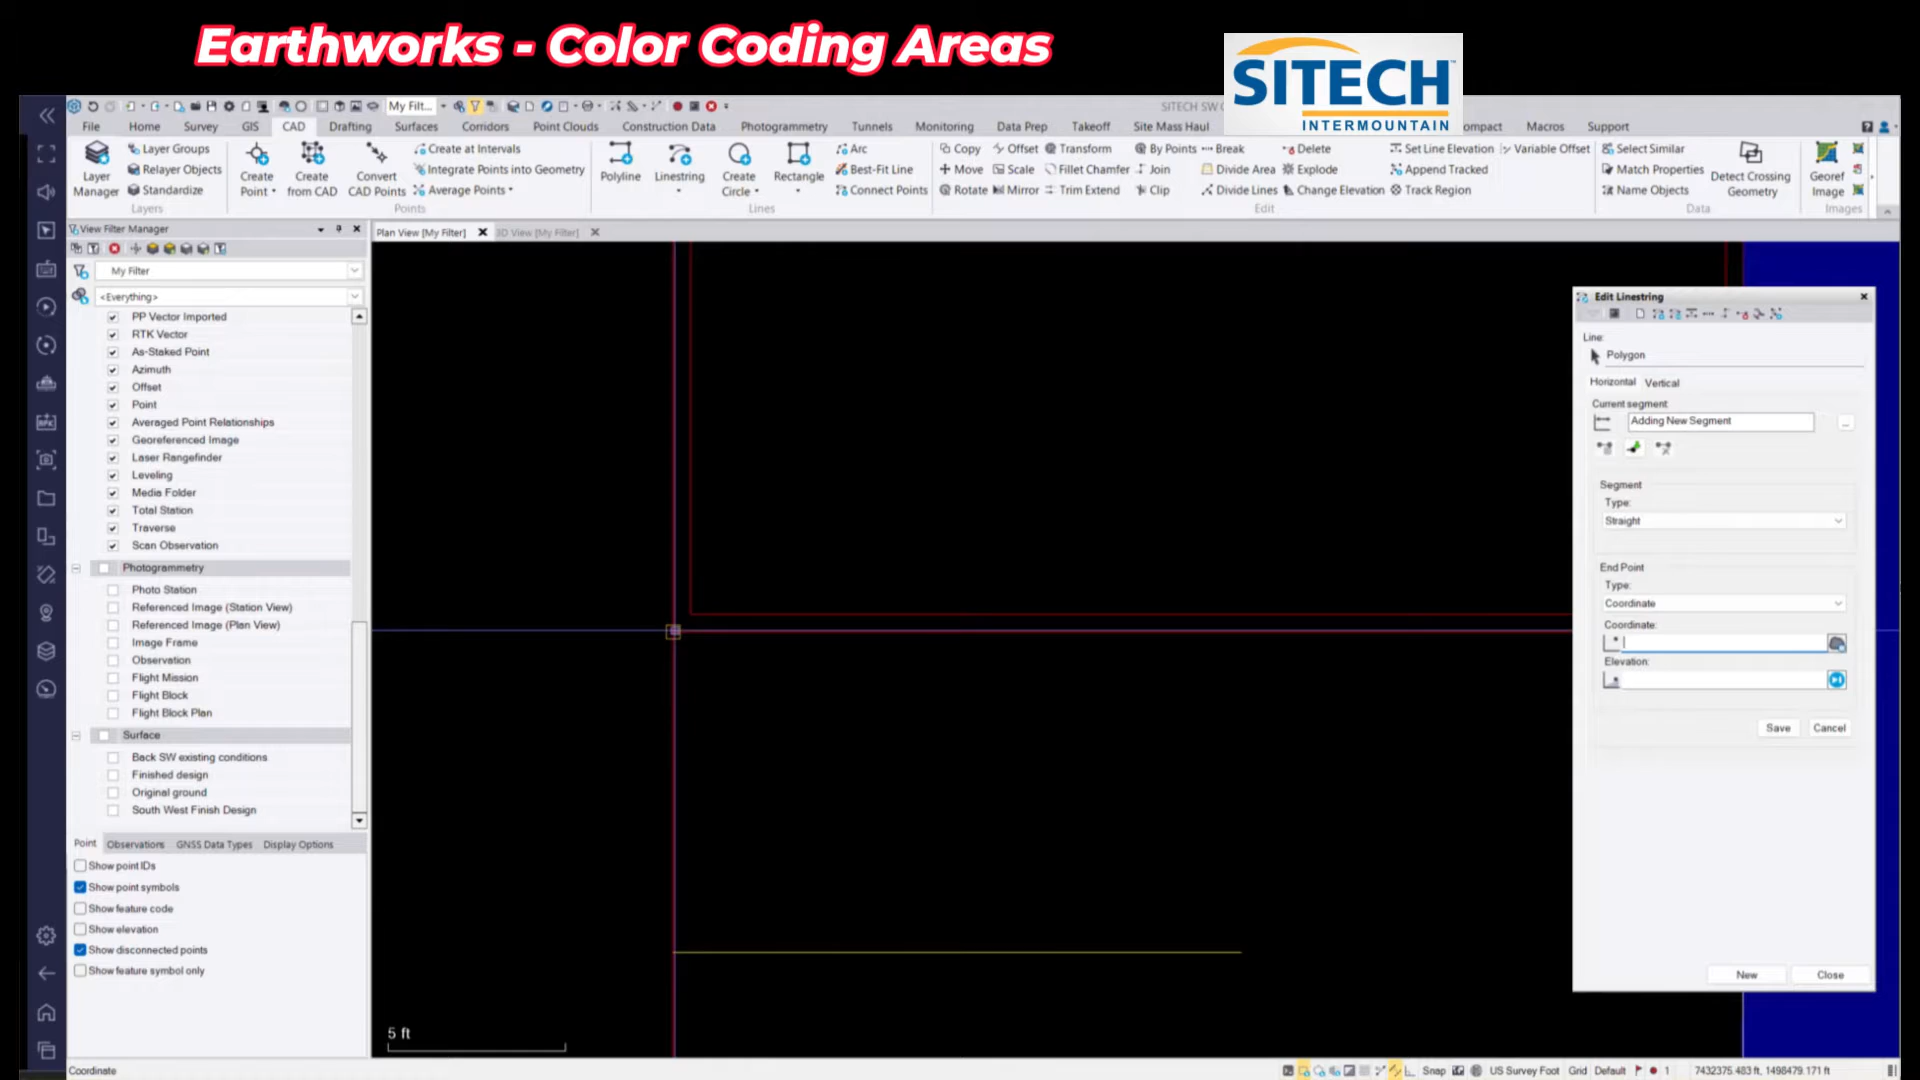 Earthworks - Color Coding Areas
SITECH
INTERMOUNTAIN
My Filt...
SITECH SW
File Home Survey GIS CAD Drafting Surfaces Corridors Point Clouds Construction Data Photogrammetry Tunnels Monitoring Data Prep Takeoff Site Mass Haul ompact Macros Support
Layer Manager
Layer Groups
Relayer Objects
Standardize
Layers
Create Point
Create from CAD
Convert CAD Points
Create at Intervals
Integrate Points into Geometry
Average Points
Points
Polyline
Linestring
Create Circle
Rectangle
Arc
Best-Fit Line
Connect Points
Lines
Copy Offset Transform By Points Break Delete Set Line Elevation Variable Offset
Move Scale Fillet Chamfer Join Divide Area Explode Append Tracked
Rotate Mirror Trim Extend Clip Divide Lines Change Elevation Track Region
Edit
Select Similar
Match Properties
Name Objects
Detect Crossing Geometry
Data
Georef Image
Images
View Filter Manager
Plan View [My Filter]
3D View [My Filter]
My Filter
<Everything>
PP Vector Imported
RTK Vector
As-Staked Point
Azimuth
Offset
Point
Averaged Point Relationships
Georeferenced Image
Laser Rangefinder
Leveling
Media Folder
Total Station
Traverse
Scan Observation
Photogrammetry
Photo Station
Referenced Image (Station View)
Referenced Image (Plan View)
Image Frame
Observation
Flight Mission
Flight Block
Flight Block Plan
Surface
Back SW existing conditions
Finished design
Original ground
South West Finish Design
Point Observations GNSS Data Types Display Options
Show point IDs
Show point symbols
Show feature code
Show elevation
Show disconnected points
Show feature symbol only
5 ft
Edit Linestring
Line:
Polygon
Horizontal Vertical
Current segment:
Adding New Segment
...
Segment
Type:
Straight
End Point
Type:
Coordinate
Coordinate:
Elevation:
Save Cancel
New Close
Coordinate
Snap US Survey Foot Grid Default 1 7432375.483 ft, 1498479.171 ft